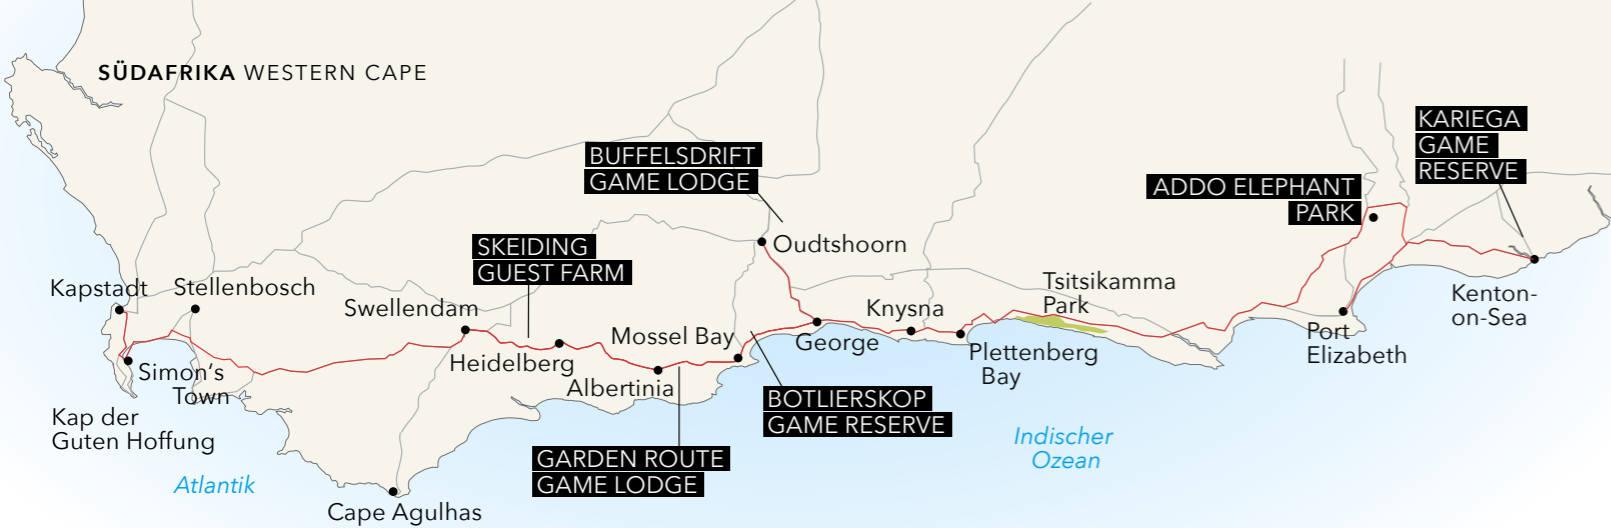 SÜDAFRIKA WESTERN CAPE
KARIEGA
GAME
RESERVE
BUFFELSDRIFT
GAME LODGE
ADDO ELEPHANT
PARK
SKEIDING
GUEST FARM
Oudtshoorn
Kapstadt
Stellenbosch
Swellendam
Tsitsikamma
Park
Knysna
Kenton-
on-Sea
Mossel Bay
George
Port
Elizabeth
Heidelberg
Plettenberg
Bay
Simon's
Town
Albertinia
BOTLIERSKOP
GAME RESERVE
Kap der
Guten Hoffung
Indischer
Ozean
GARDEN ROUTE
GAME LODGE
Atlantik
Cape Agulhas